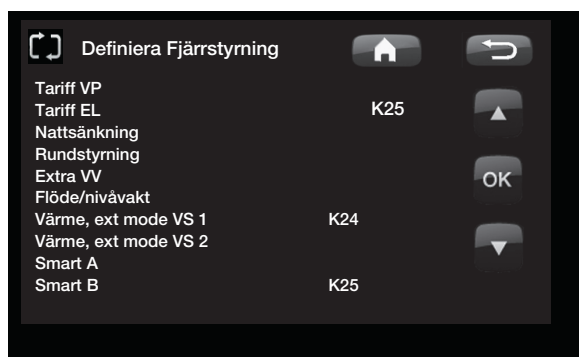 Definiera Fjärrstyrning
Tariff VP
Tariff EL K25
Nattsänkning
Rundstyrning
Extra VV
OK
Flöde/nivåvakt
Värme, ext mode VS 1 K24
Värme, ext mode VS 2
Smart A
Smart B K25